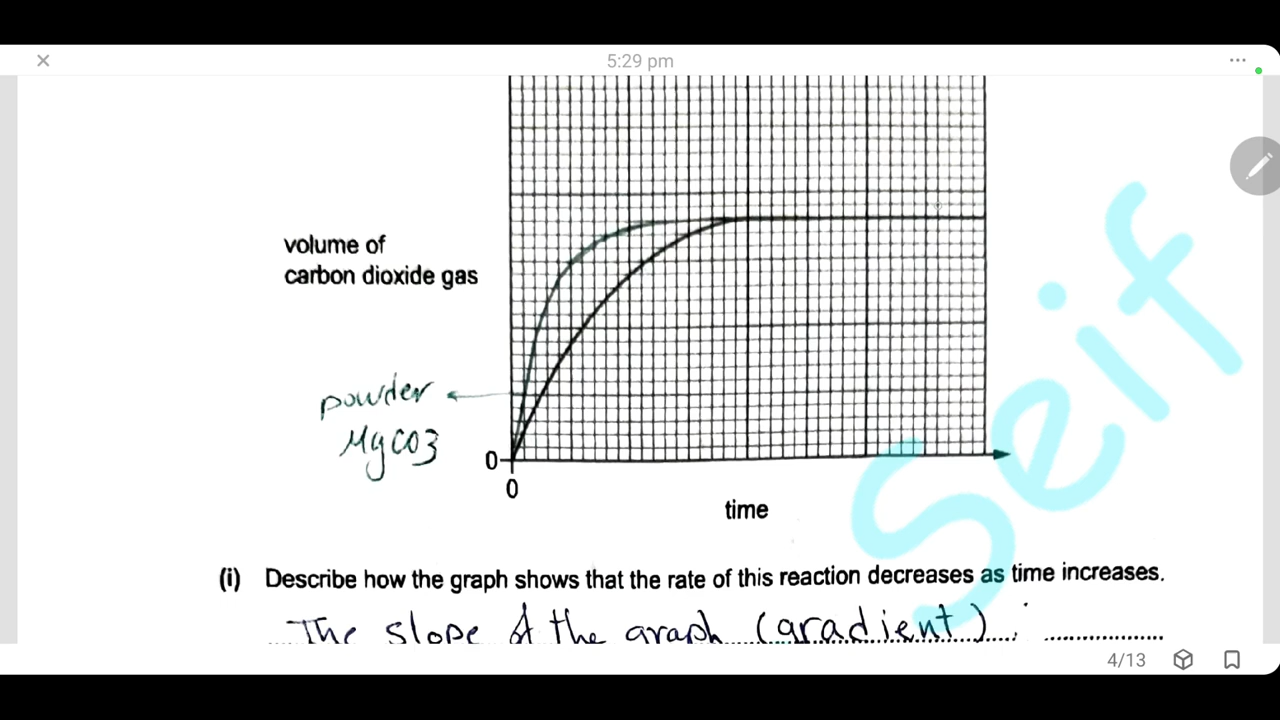 5:29 pm
volume of
carbon dioxide gas
powder
MgCO3
0
0
time
(i) Describe how the graph shows that the rate of this reaction decreases as time increases.
The slope of the graph (gradient)
4/13
Seif